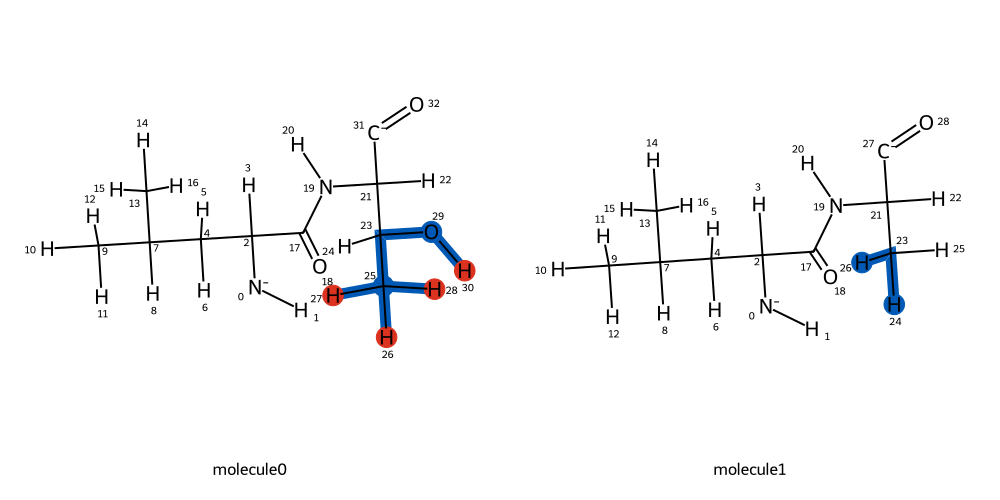 O 32
31 C-
14
H
20
H
3
H
5
H
12
H
15 H
H 16
13
19 N
H 22
21
10 H
9
7
4
2
17
O
18
24 H
23
O
29
H
30
25
27 H
H 28
H
26
H
11
H
8
H
6
0
N-
H 1
molecule0
O 28
27 C-
14
H
20
H
3
H
5
H
11
H
15 H
H 16
13
19 N
H 22
21
10 H
9
7
4
2
17
O
18
23
H 25
26 H
H
24
H
12
H
8
H
6
0
N-
H 1
molecule1